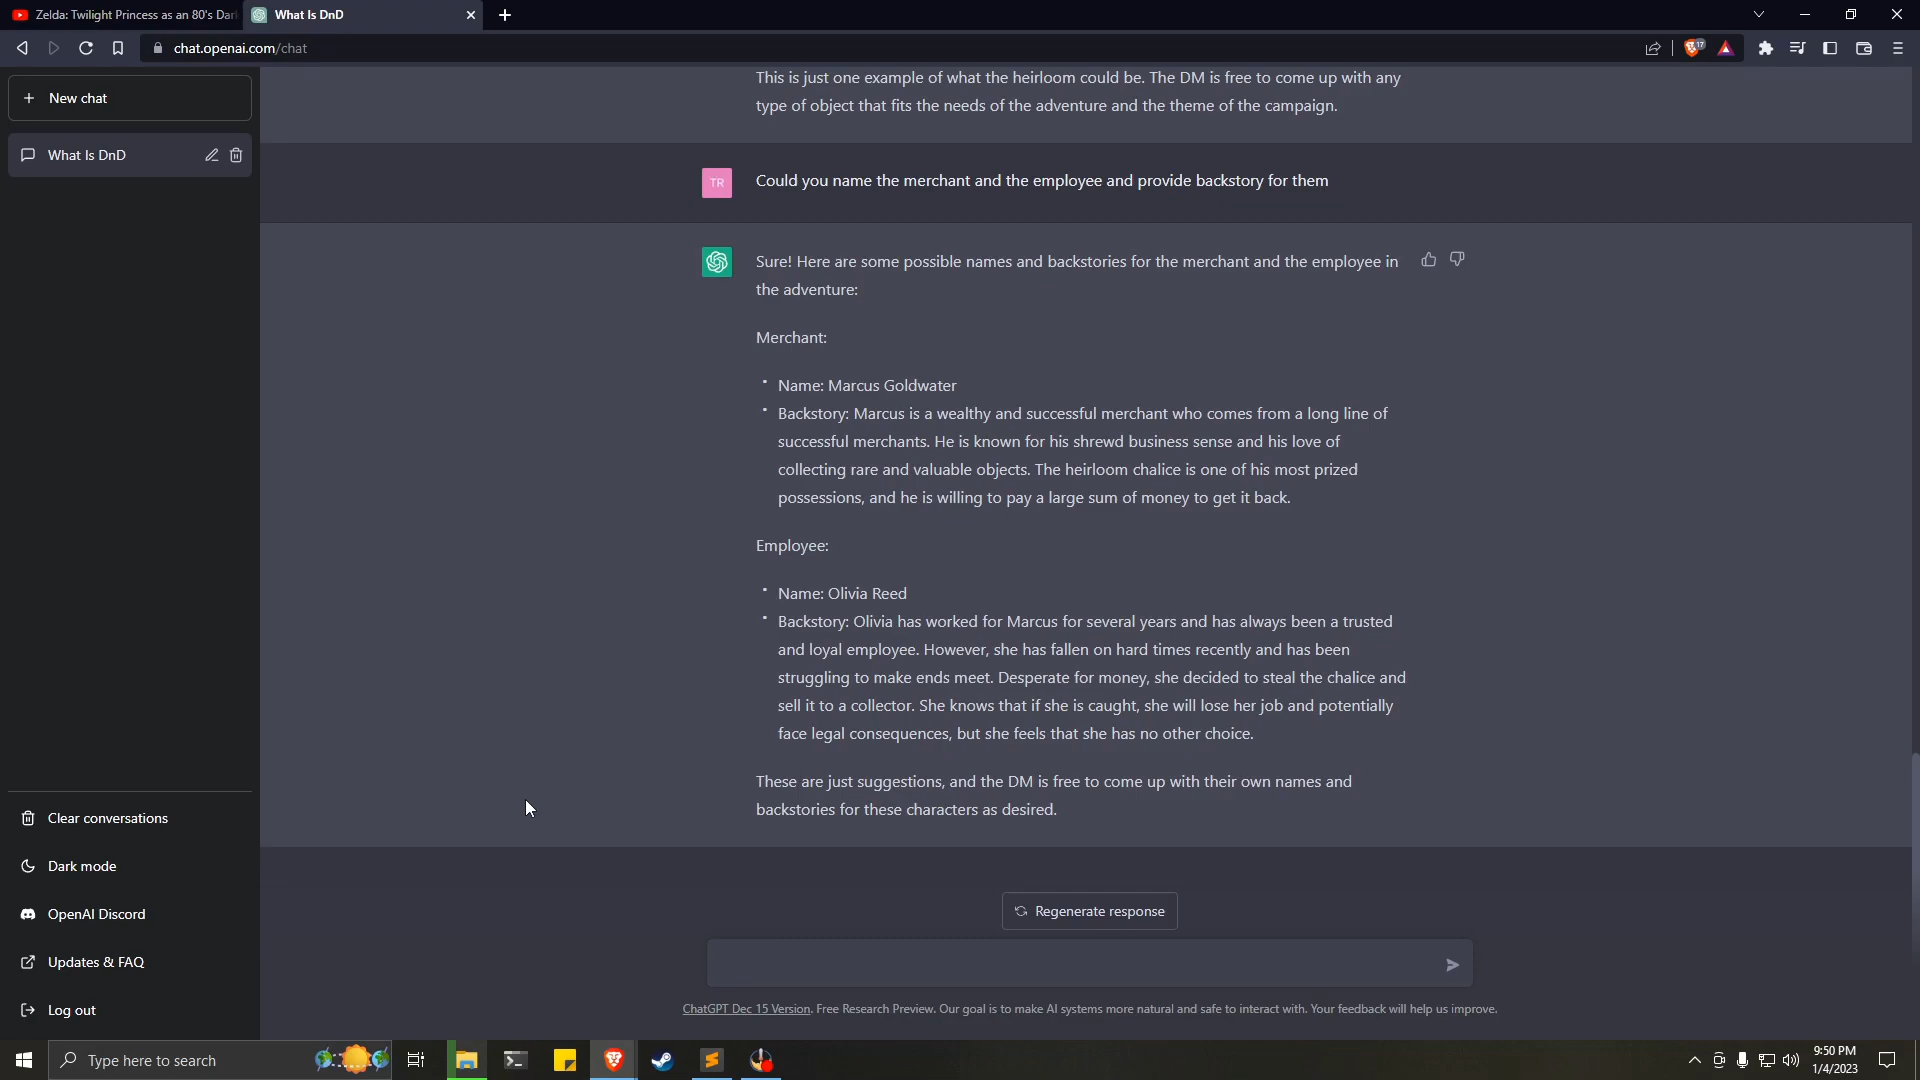 Zelda: Twilight Princess as an 80's Dar
What Is DnD
chat.openai.com/chat
17
New chat
What Is DnD
This is just one example of what the heirloom could be. The DM is free to come up with any
type of object that fits the needs of the adventure and the theme of the campaign.
TR
Could you name the merchant and the employee and provide backstory for them
Sure! Here are some possible names and backstories for the merchant and the employee in
the adventure:
Merchant:
• Name: Marcus Goldwater
• Backstory: Marcus is a wealthy and successful merchant who comes from a long line of
successful merchants. He is known for his shrewd business sense and his love of
collecting rare and valuable objects. The heirloom chalice is one of his most prized
possessions, and he is willing to pay a large sum of money to get it back.
Employee:
• Name: Olivia Reed
• Backstory: Olivia has worked for Marcus for several years and has always been a trusted
and loyal employee. However, she has fallen on hard times recently and has been
struggling to make ends meet. Desperate for money, she decided to steal the chalice and
sell it to a collector. She knows that if she is caught, she will lose her job and potentially
face legal consequences, but she feels that she has no other choice.
These are just suggestions, and the DM is free to come up with their own names and
backstories for these characters as desired.
Clear conversations
Dark mode
OpenAI Discord
Updates & FAQ
Log out
Regenerate response
ChatGPT Dec 15 Version. Free Research Preview. Our goal is to make AI systems more natural and safe to interact with. Your feedback will help us improve.
Type here to search
9:50 PM
1/4/2023